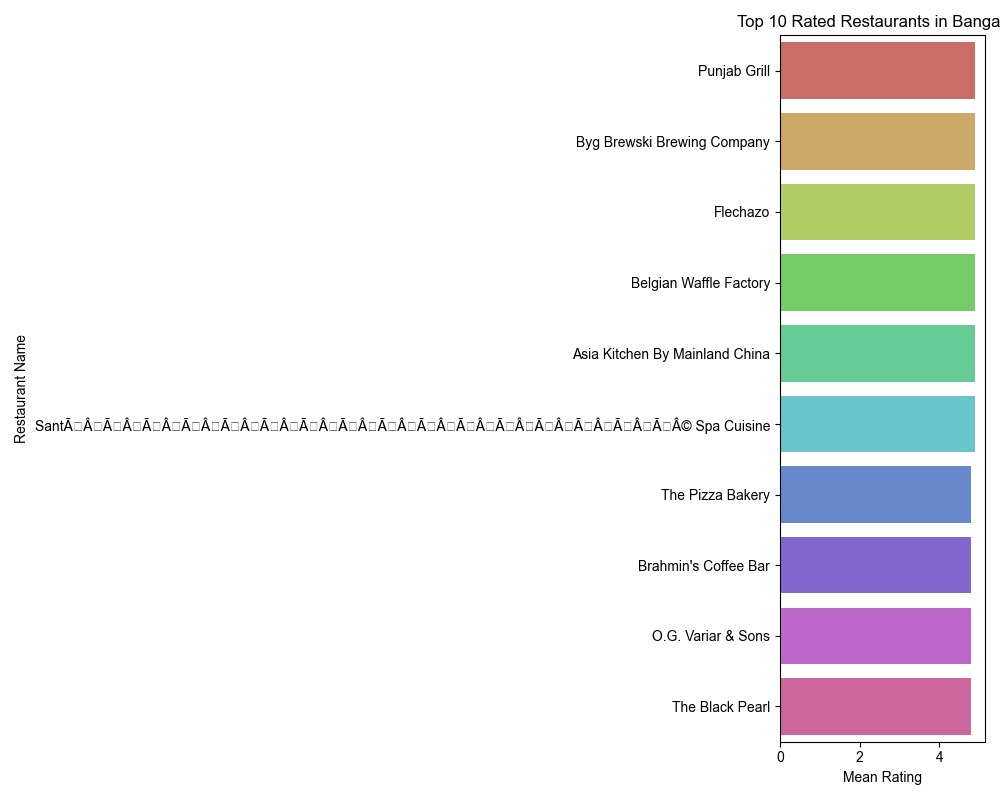 Top 10 Rated Restaurants in Banga
Punjab Grill
Byg Brewski Brewing Company
Flechazo
Belgian Waffle Factory
Asia Kitchen By Mainland China
Spa Cuisine
The Pizza Bakery
Brahmin's Coffee Bar
O.G. Variar & Sons
The Black Pearl
Restaurant Name
0 2 4
Mean Rating